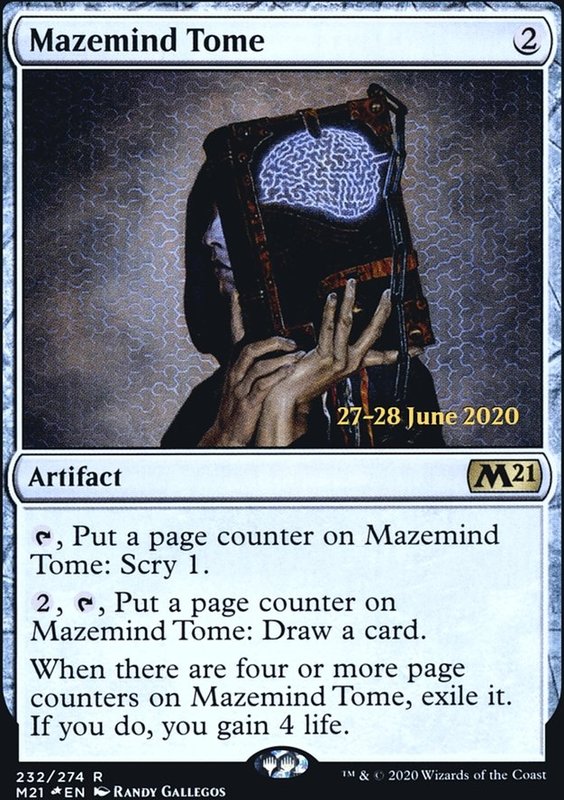 Mazemind Tome 2
27-28 June 2020
Artifact M21
, Put a page counter on Mazemind
Tome: Scry 1.
2, , Put a page counter on
Mazemind Tome: Draw a card.
When there are four or more page
counters on Mazemind Tome, exile it.
If you do, you gain 4 life.
232/274 R
M21 ★ EN RANDY GALLEGOS
™ & © 2020 Wizards of the Coast